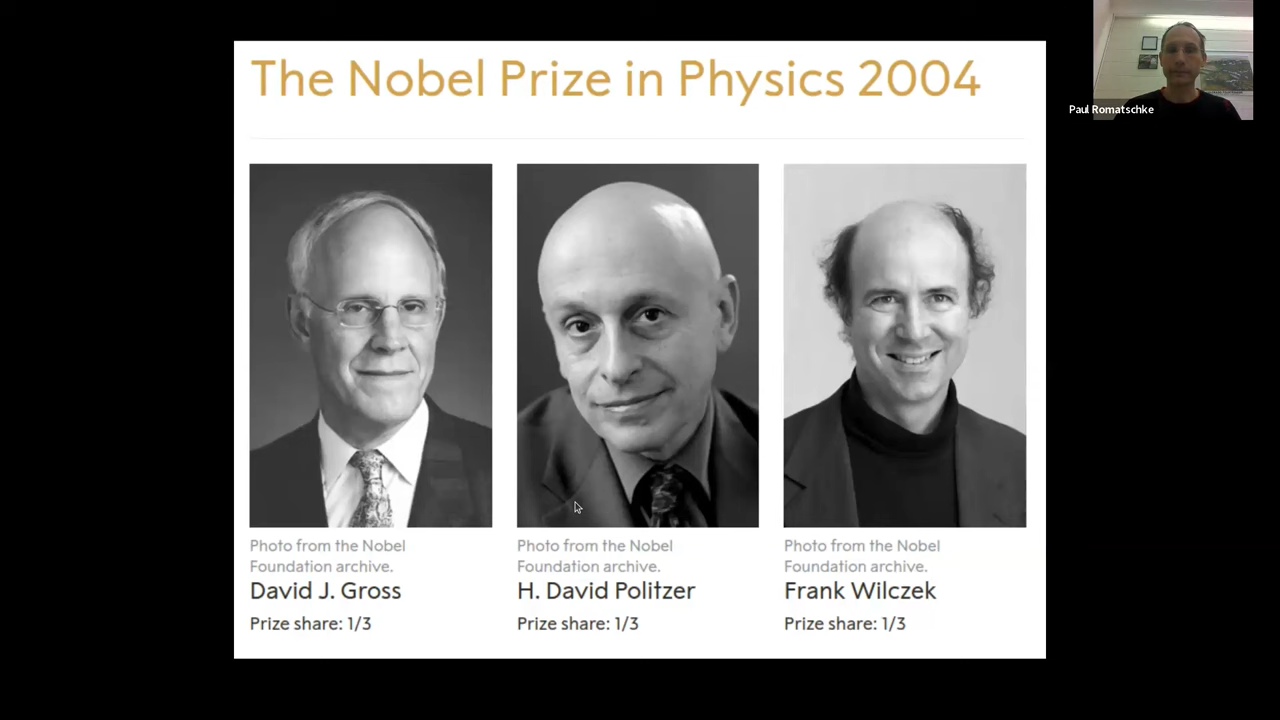 The Nobel Prize in Physics 2004
Paul Romatschke
Photo from the Nobel
Foundation archive.
David J. Gross
Prize share: 1/3
Photo from the Nobel
Foundation archive.
H. David Politzer
Prize share: 1/3
Photo from the Nobel
Foundation archive.
Frank Wilczek
Prize share: 1/3